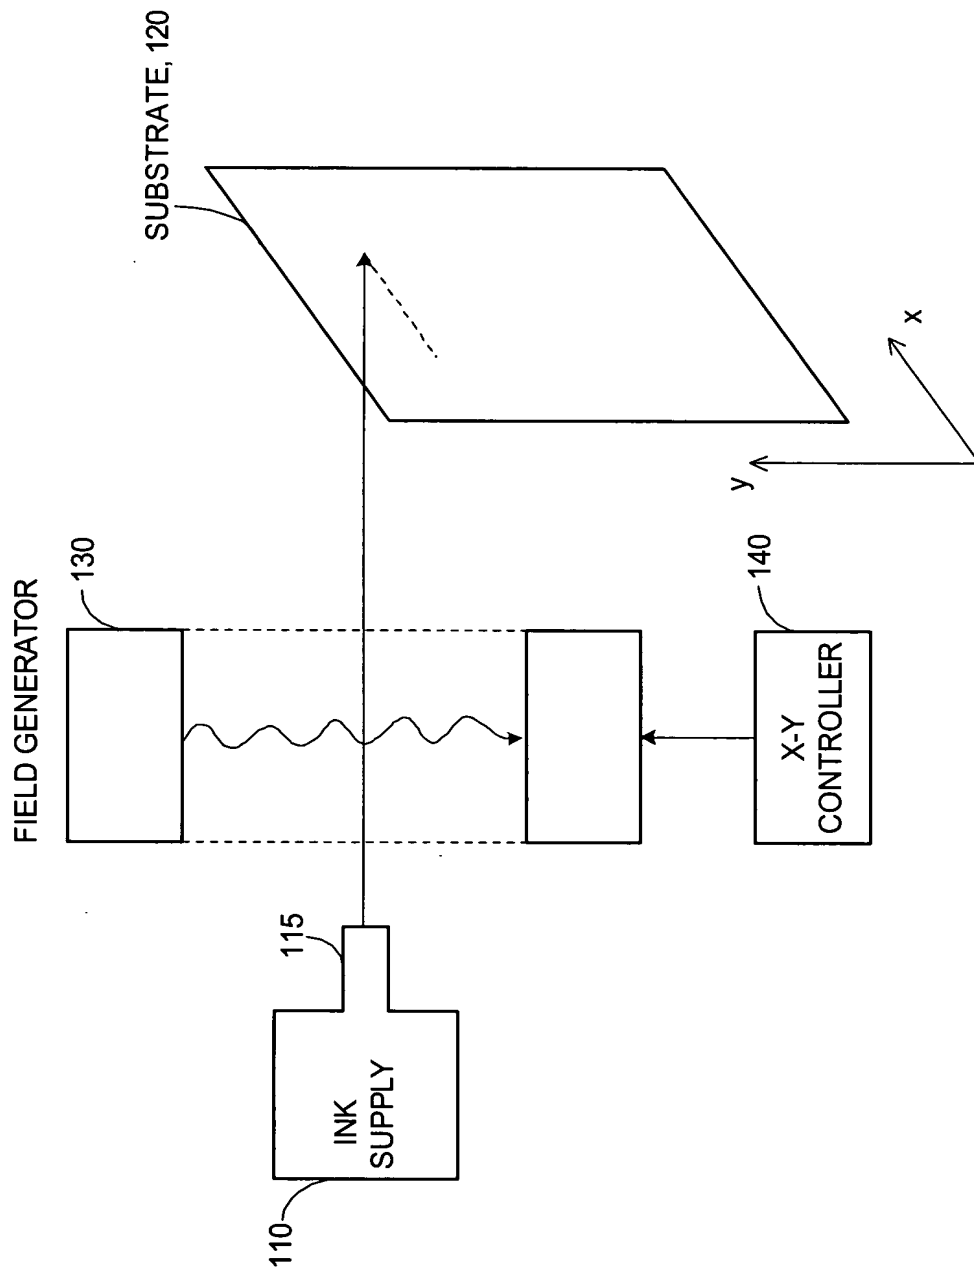 FIELD GENERATOR
130
SUBSTRATE, 120
115
INK
SUPPLY
110
y
x
140
X-Y
CONTROLLER